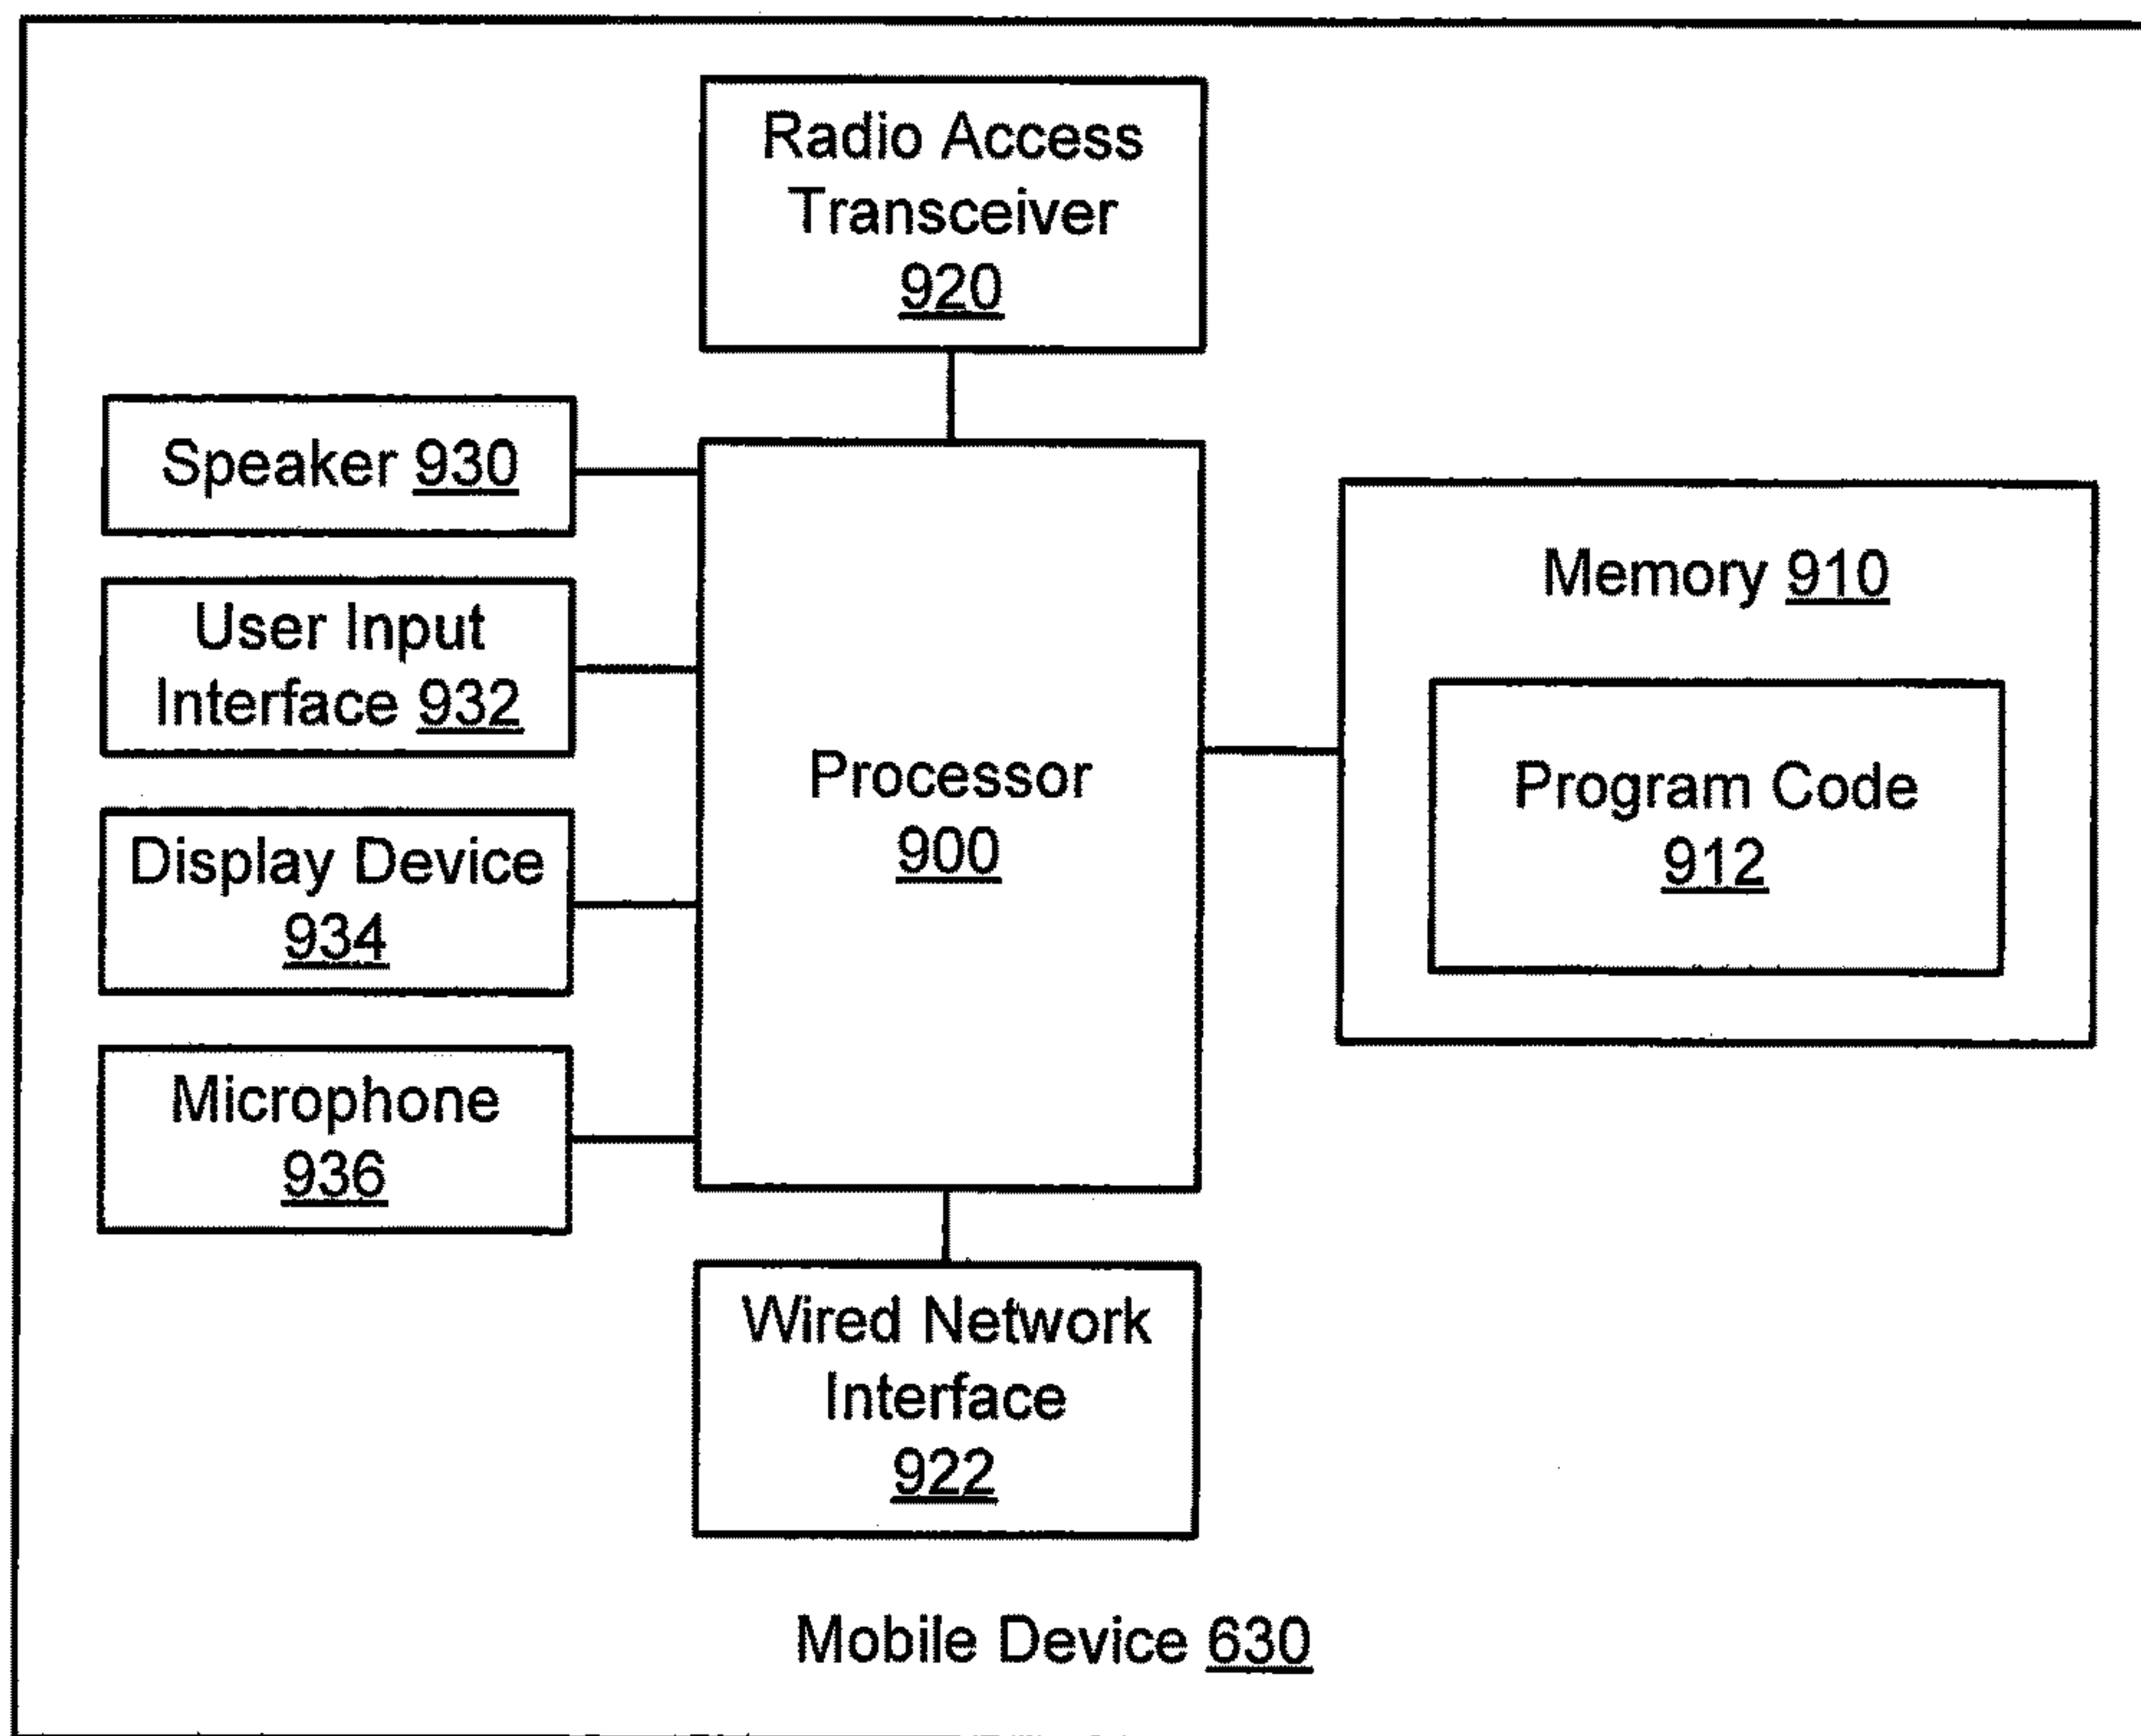 Radio Access
Transceiver
920
Speaker 930
User Input
Interface 932
Display Device
934
Microphone
936
Processor
900
Memory 910
Program Code
912
Wired Network
Interface
922
Mobile Device 630